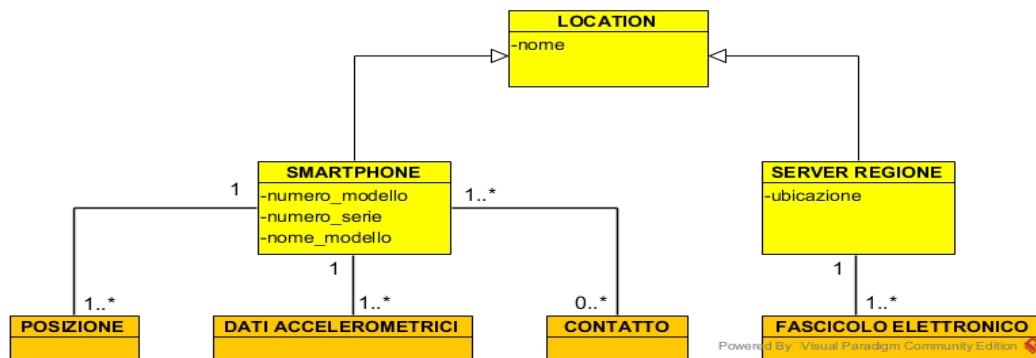 LOCATION
-nome
SMARTPHONE
-numero_modello
-numero_serie
-nome_modello
SERVER REGIONE
-ubicazione
1
1..*
1
1
1..*
1..*
0..*
1..*
POSIZIONE
DATI ACCELEROMETRICI
CONTATTO
FASCICOLO ELETTRONICO
Powered By Visual Paradigm Community Edition